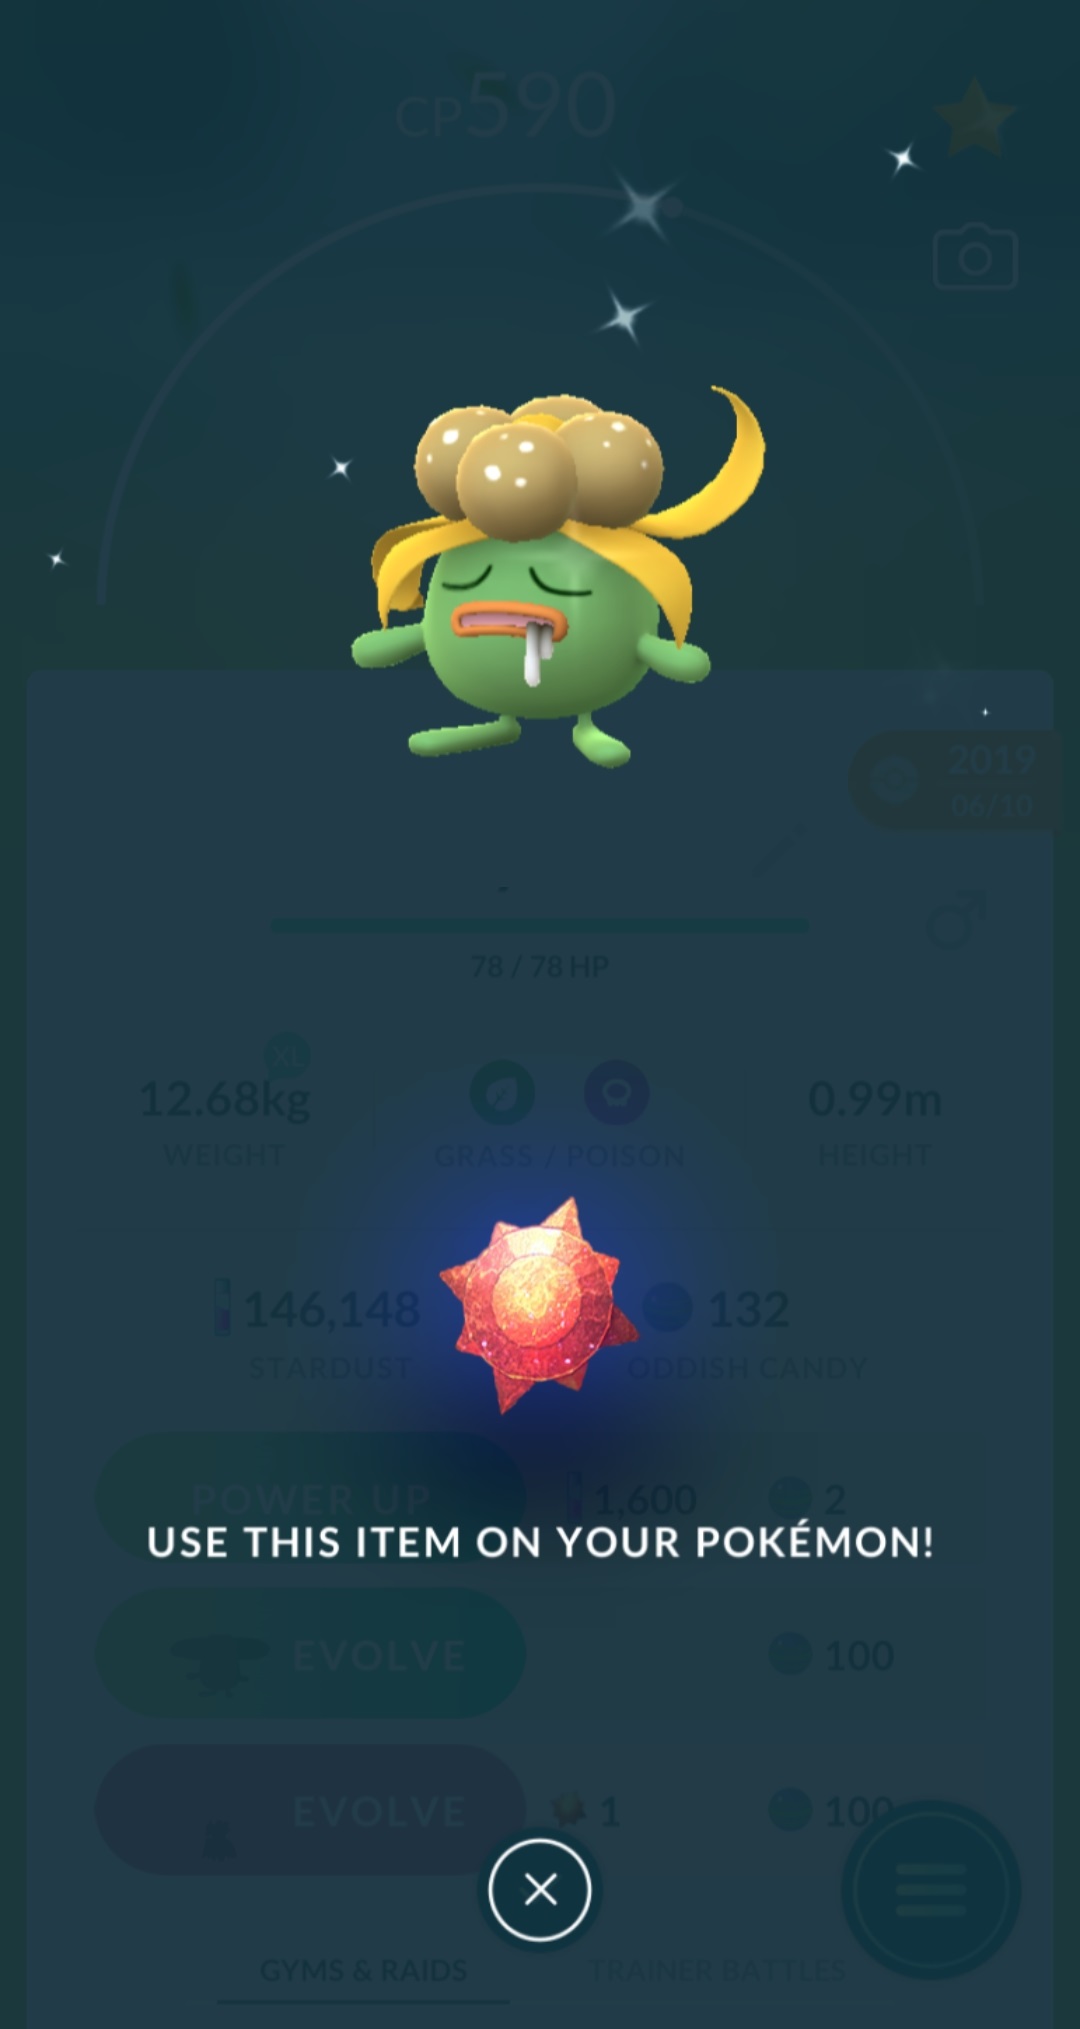 CP590
2019
06/10
-
78 / 78 HP
XL
12.68kg
0.99m
WEIGHT
GRASS / POISON
HEIGHT
146,148
132
STARDUST
ODDISH CANDY
POWER UP
1,600
2
USE THIS ITEM ON YOUR POKÉMON!
EVOLVE
100
EVOLVE
1
100
GYMS & RAIDS
TRAINER BATTLES